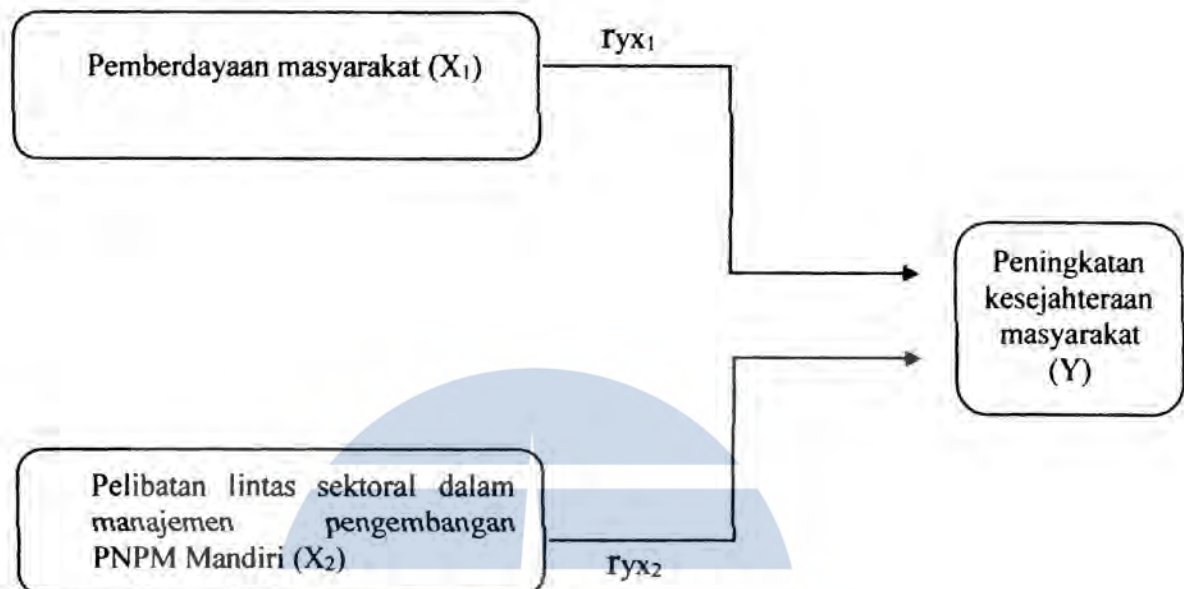 Pemberdayaan masyarakat (X₁)
ryx₁
Peningkatan
kesejahteraan
masyarakat
(Y)
Pelibatan lintas sektoral dalam
manajemen pengembangan
PNPM Mandiri (X₂)
ryx₂